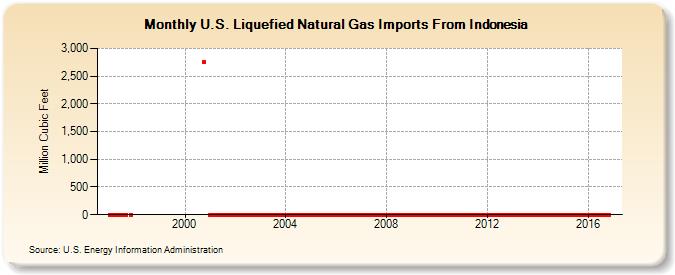 Monthly U.S. Liquefied Natural Gas Imports From Indonesia
Million Cubic Feet
3,000
2,500
2,000
1,500
1,000
500
0
2000 2004 2008 2012 2016
Source: U.S. Energy Information Administration